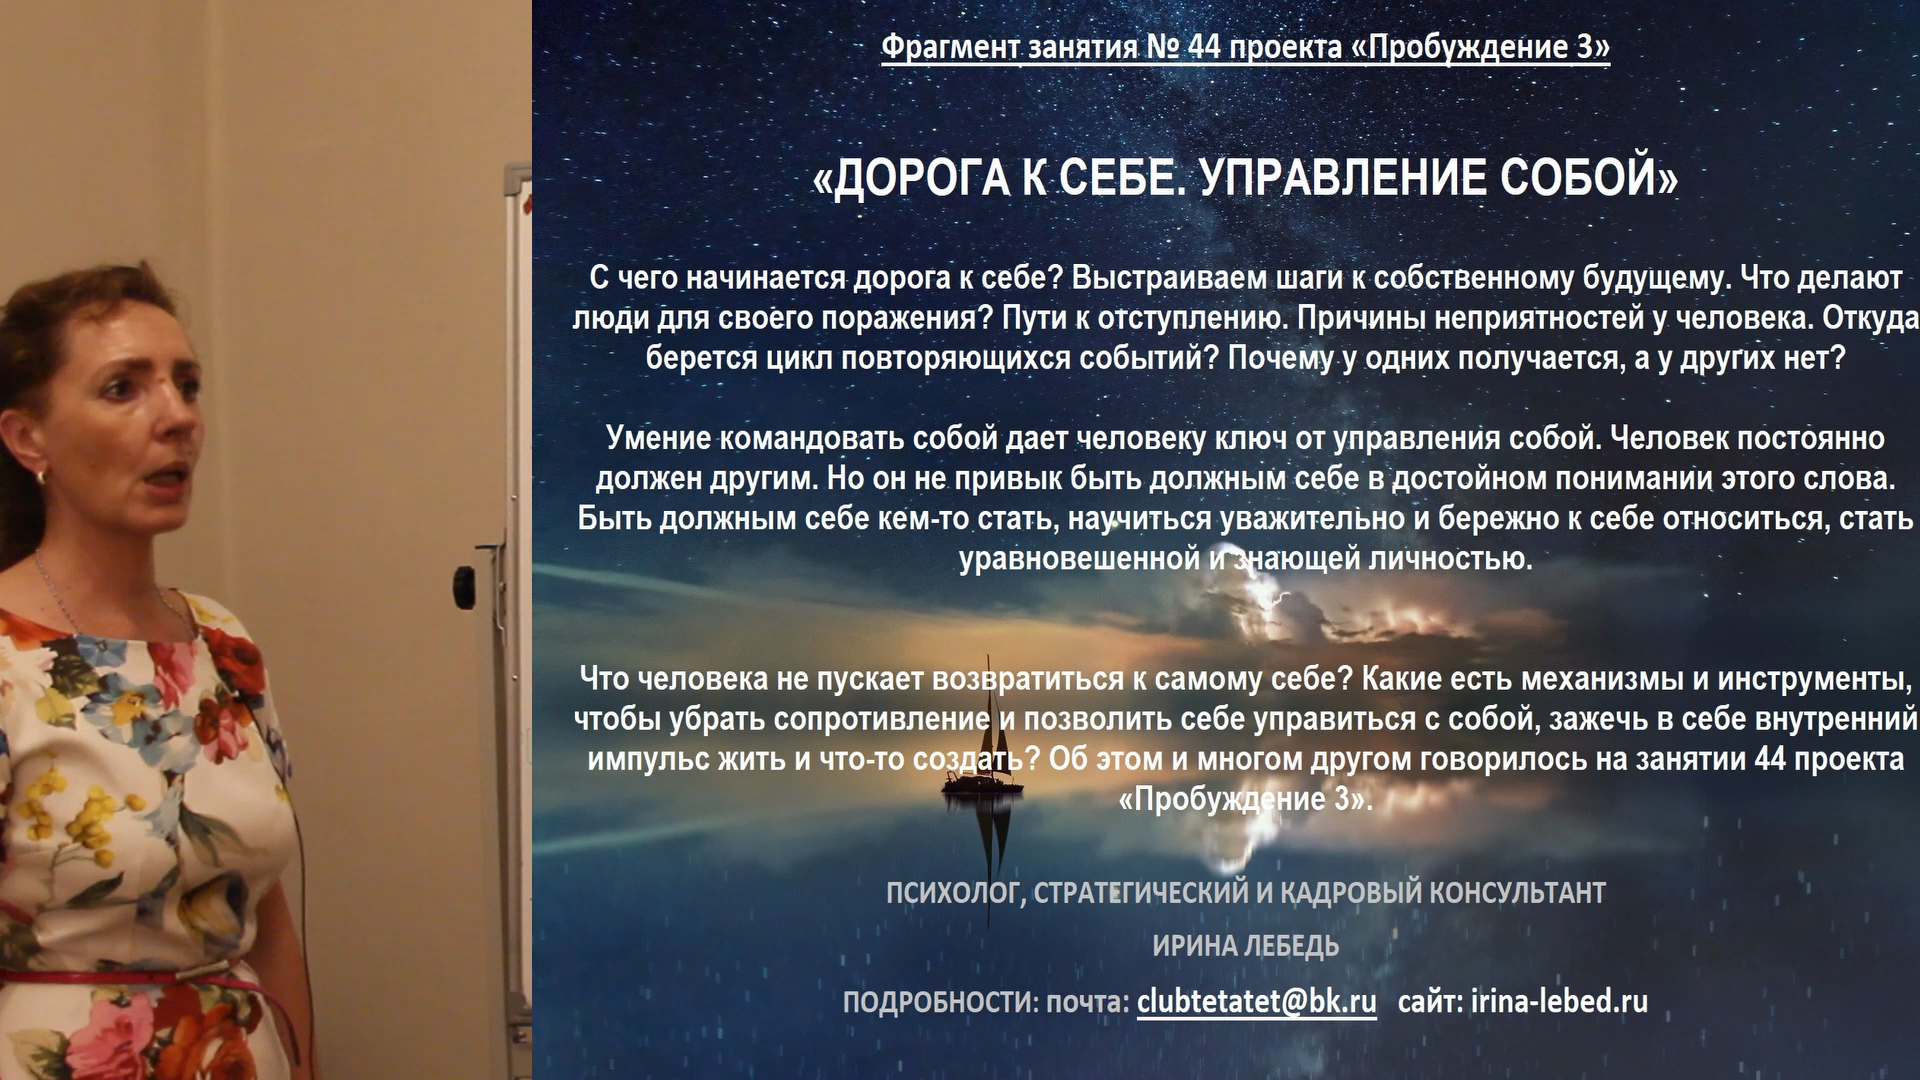 Фрагмент занятия № 44 проекта «Пробуждение 3»
«ДОРОГА К СЕБЕ. УПРАВЛЕНИЕ СОБОЙ»
С чего начинается дорога к себе? Выстраиваем шаги к собственному будущему. Что делают
люди для своего поражения? Пути к отступлению. Причины неприятностей у человека. Откуда
берется цикл повторяющихся событий? Почему у одних получается, а у других нет?
Умение командовать собой дает человеку ключ от управления собой. Человек постоянно
должен другим. Но он не привык быть должным себе в достойном понимании этого слова.
Быть должным себе кем-то стать, научиться уважительно и бережно к себе относиться, стать
уравновешенной и знающей личностью.
Что человека не пускает возвратиться к самому себе? Какие есть механизмы и инструменты,
чтобы убрать сопротивление и позволить себе управиться с собой, зажечь в себе внутренний
импульс жить и что-то создать? Об этом и многом другом говорилось на занятии 44 проекта
«Пробуждение 3».
ПСИХОЛОГ, СТРАТЕГИЧЕСКИЙ И КАДРОВЫЙ КОНСУЛЬТАНТ
ИРИНА ЛЕБЕДЬ
ПОДРОБНОСТИ: почта: clubtetatet@bk.ru сайт: irina-lebed.ru